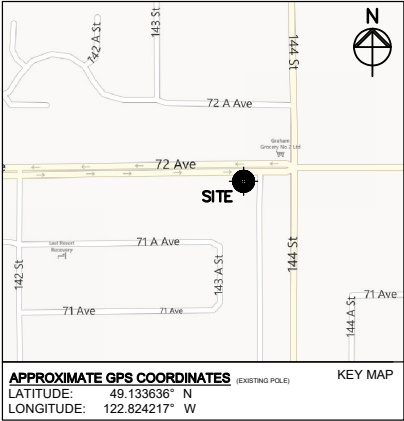 N
142 A St
143 St
144 St
72 A Ave
Graham
Grocery No 2 Ltd
72 Ave
SITE
71 A Ave
Last Resort
Recovery
142 St
143 A St
144 St
71 Ave
71 Ave
71 Ave
144 A St
APPROXIMATE GPS COORDINATES (EXISTING POLE)
KEY MAP
LATITUDE: 49.133636° N
LONGITUDE: 122.824217° W